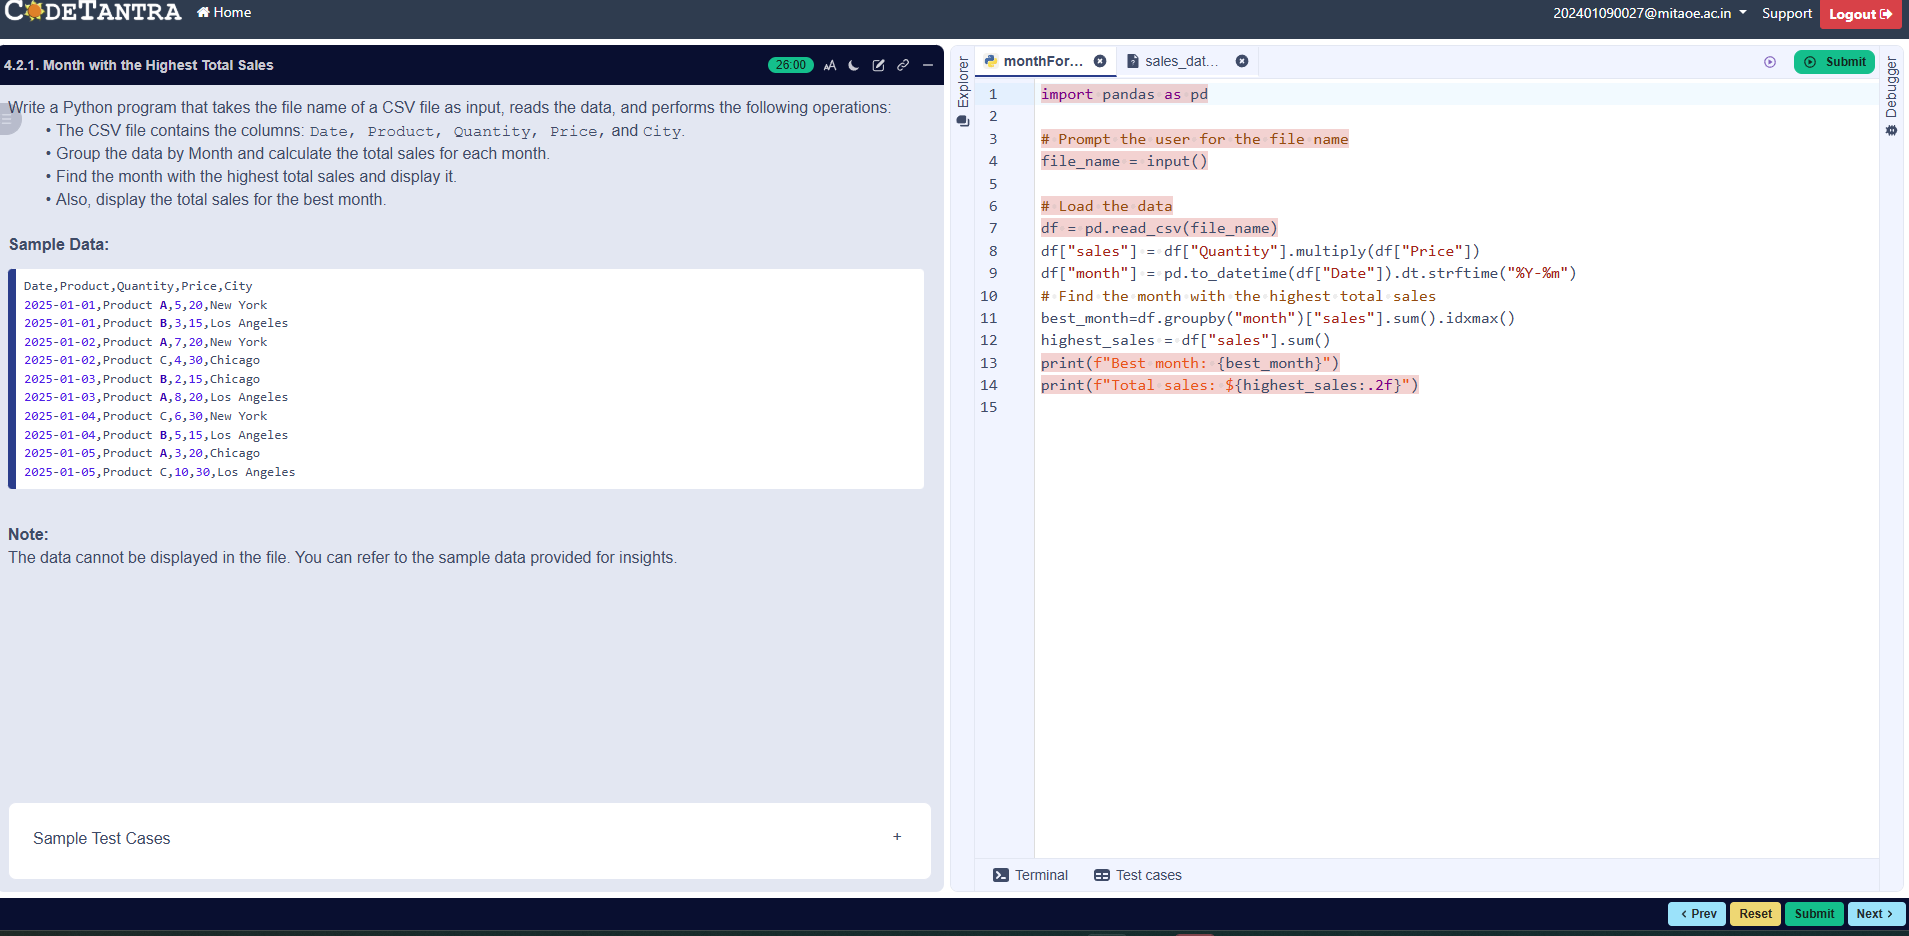 CODETANTRA
Home
202401090027@mitaoe.ac.in
Support
Logout
4.2.1. Month with the Highest Total Sales
26:00
AA
Write a Python program that takes the file name of a CSV file as input, reads the data, and performs the following operations:
• The CSV file contains the columns: Date, Product, Quantity, Price, and City.
• Group the data by Month and calculate the total sales for each month.
• Find the month with the highest total sales and display it.
• Also, display the total sales for the best month.
Sample Data:
Date,Product,Quantity,Price,City
2025-01-01,Product A,5,20,New York
2025-01-01,Product B,3,15,Los Angeles
2025-01-02,Product A,7,20,New York
2025-01-02,Product C,4,30,Chicago
2025-01-03,Product B,2,15,Chicago
2025-01-03,Product A,8,20,Los Angeles
2025-01-04,Product C,6,30,New York
2025-01-04,Product B,5,15,Los Angeles
2025-01-05,Product A,3,20,Chicago
2025-01-05,Product C,10,30,Los Angeles
Note:
The data cannot be displayed in the file. You can refer to the sample data provided for insights.
Sample Test Cases
+
Explorer
monthFor...
sales_dat...
Submit
Debugger
1 import pandas as pd
2
3 # Prompt the user for the file name
4 file_name = input()
5
6 # Load the data
7 df = pd.read_csv(file_name)
8 df["sales"] = df["Quantity"].multiply(df["Price"])
9 df["month"] = pd.to_datetime(df["Date"]).dt.strftime("%Y-%m")
10 # Find the month with the highest total sales
11 best_month=df.groupby("month")["sales"].sum().idxmax()
12 highest_sales = df["sales"].sum()
13 print(f"Best month: {best_month}")
14 print(f"Total sales: ${highest_sales:.2f}")
15
Terminal
Test cases
< Prev
Reset
Submit
Next >